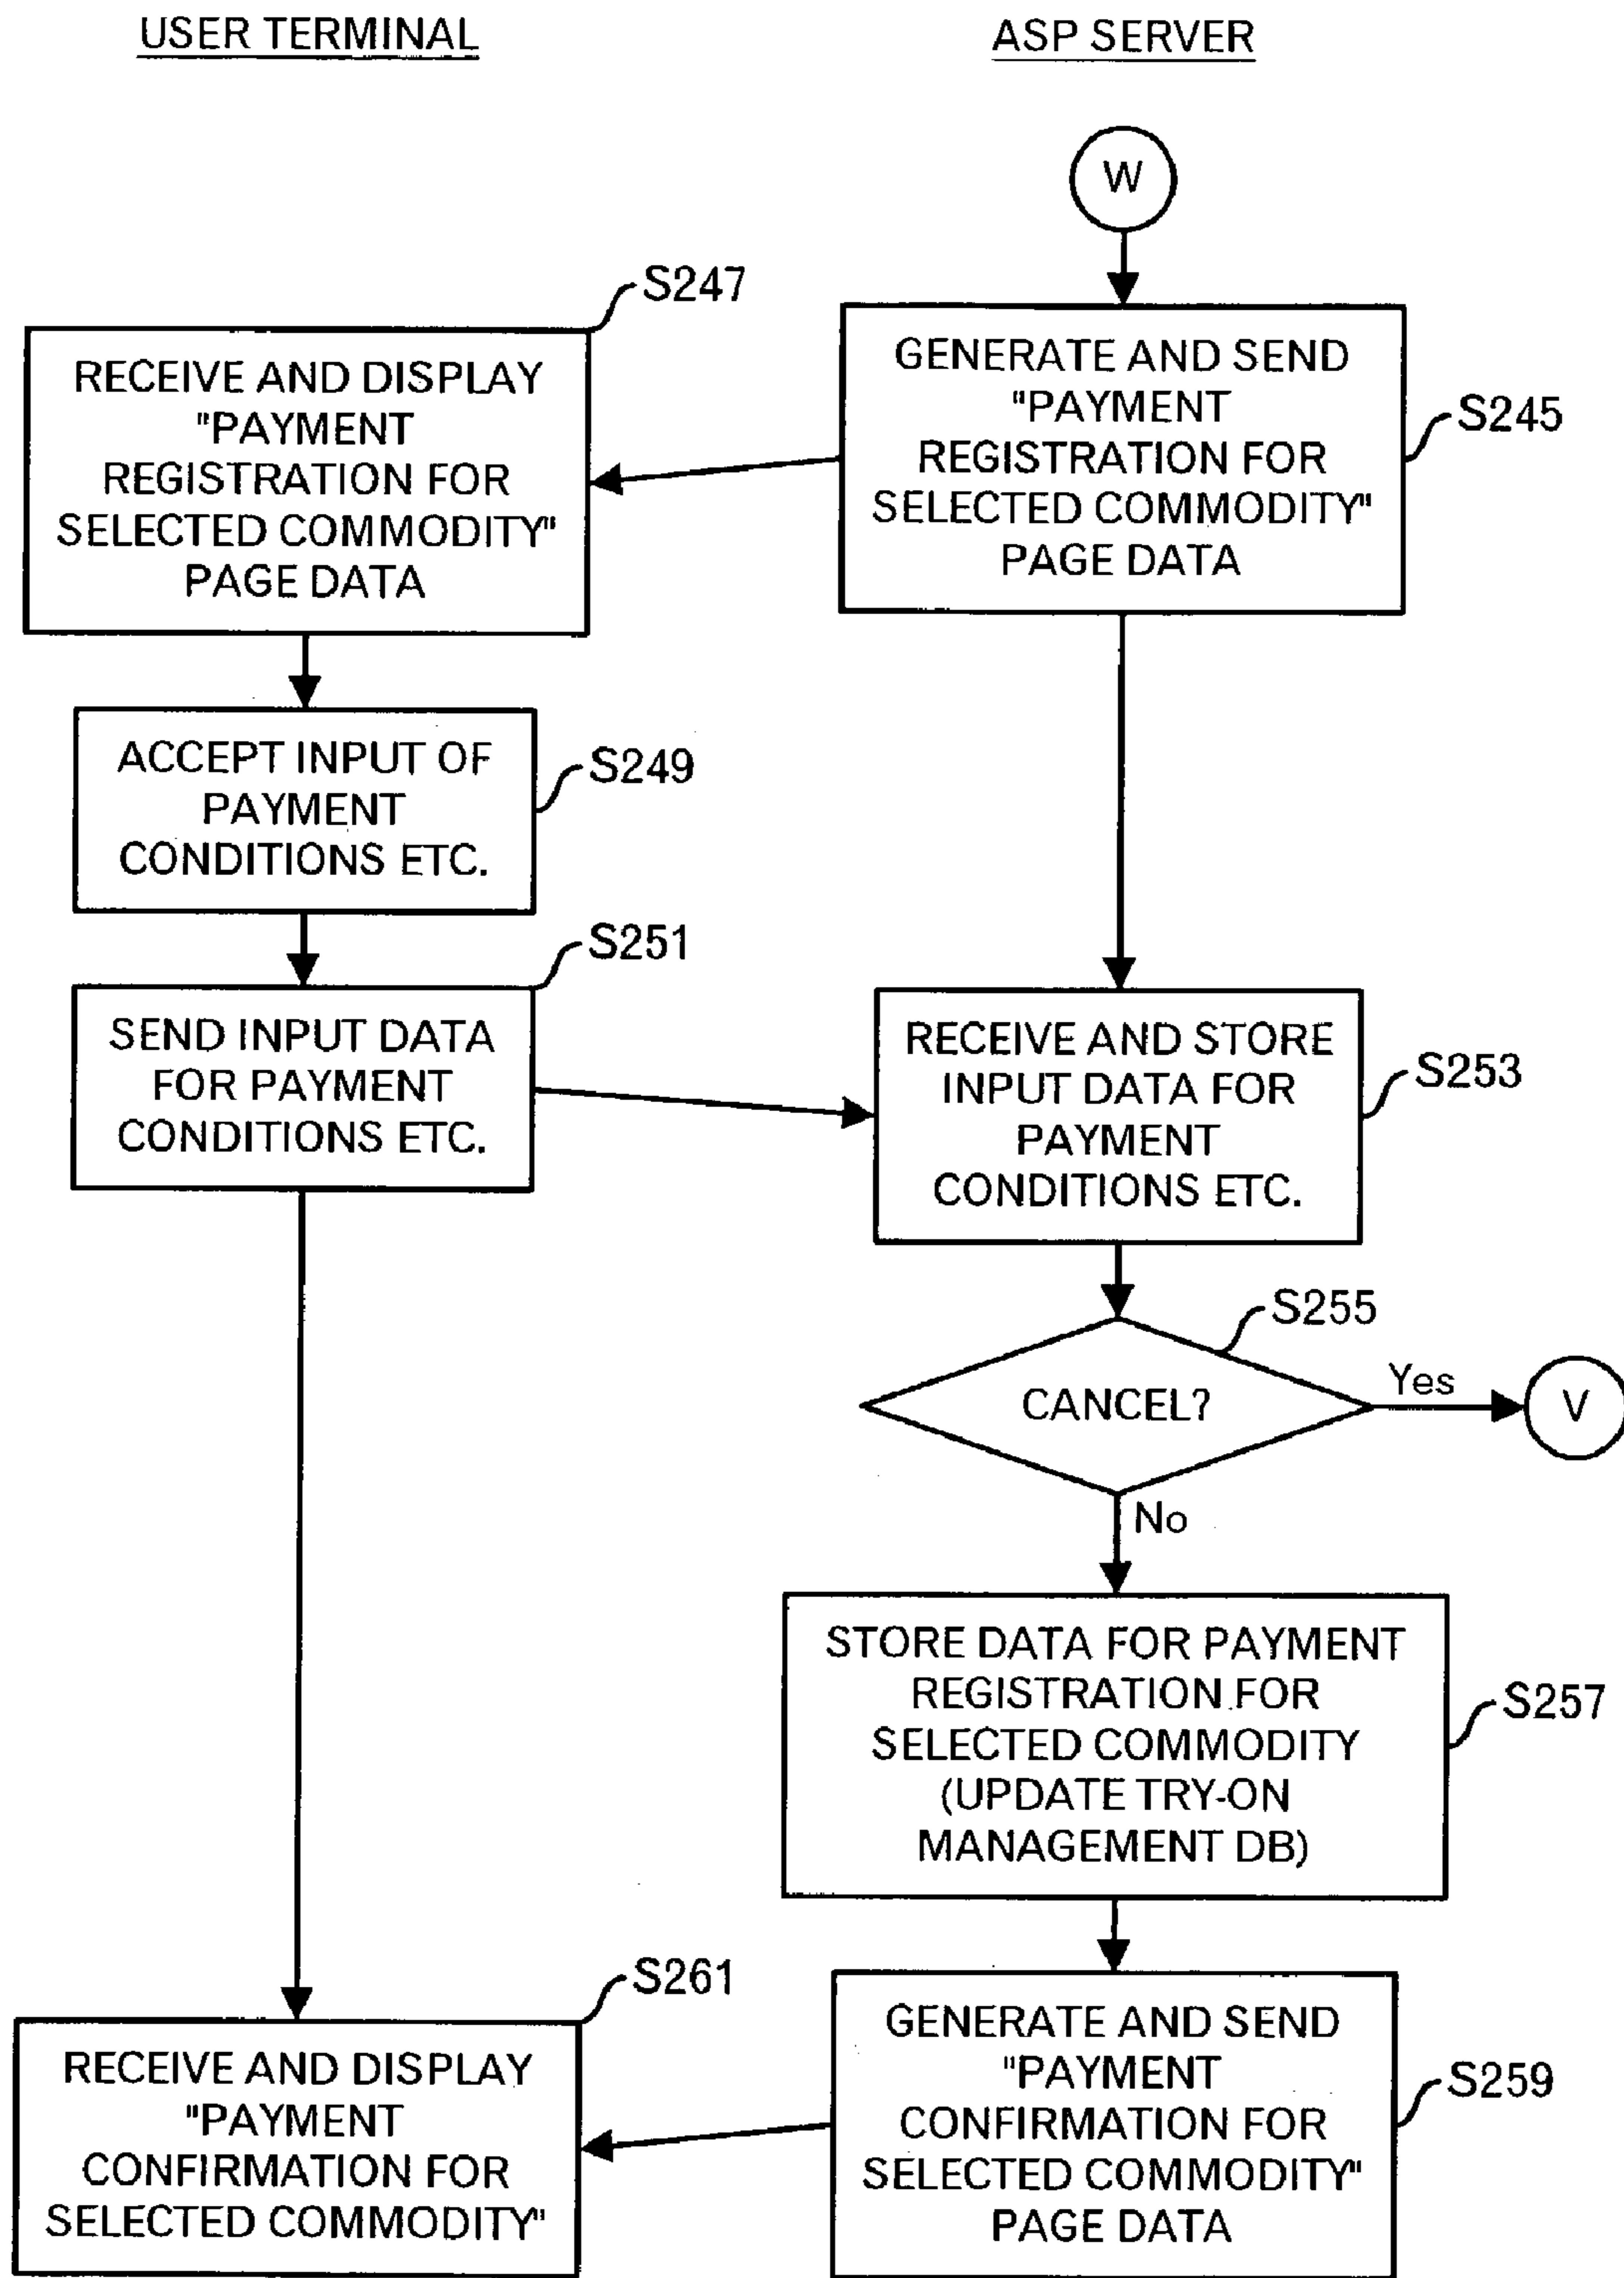 USER TERMINAL
ASP SERVER
W
S247
RECEIVE AND DISPLAY
"PAYMENT
REGISTRATION FOR
SELECTED COMMODITY"
PAGE DATA
GENERATE AND SEND
"PAYMENT
REGISTRATION FOR
SELECTED COMMODITY"
PAGE DATA
S245
ACCEPT INPUT OF
PAYMENT
CONDITIONS ETC.
S249
S251
SEND INPUT DATA
FOR PAYMENT
CONDITIONS ETC.
RECEIVE AND STORE
INPUT DATA FOR
PAYMENT
CONDITIONS ETC.
S253
S255
CANCEL?
Yes
V
No
STORE DATA FOR PAYMENT
REGISTRATION FOR
SELECTED COMMODITY
(UPDATE TRY-ON
MANAGEMENT DB)
S257
S261
RECEIVE AND DISPLAY
"PAYMENT
CONFIRMATION FOR
SELECTED COMMODITY"
GENERATE AND SEND
"PAYMENT
CONFIRMATION FOR
SELECTED COMMODITY"
PAGE DATA
S259